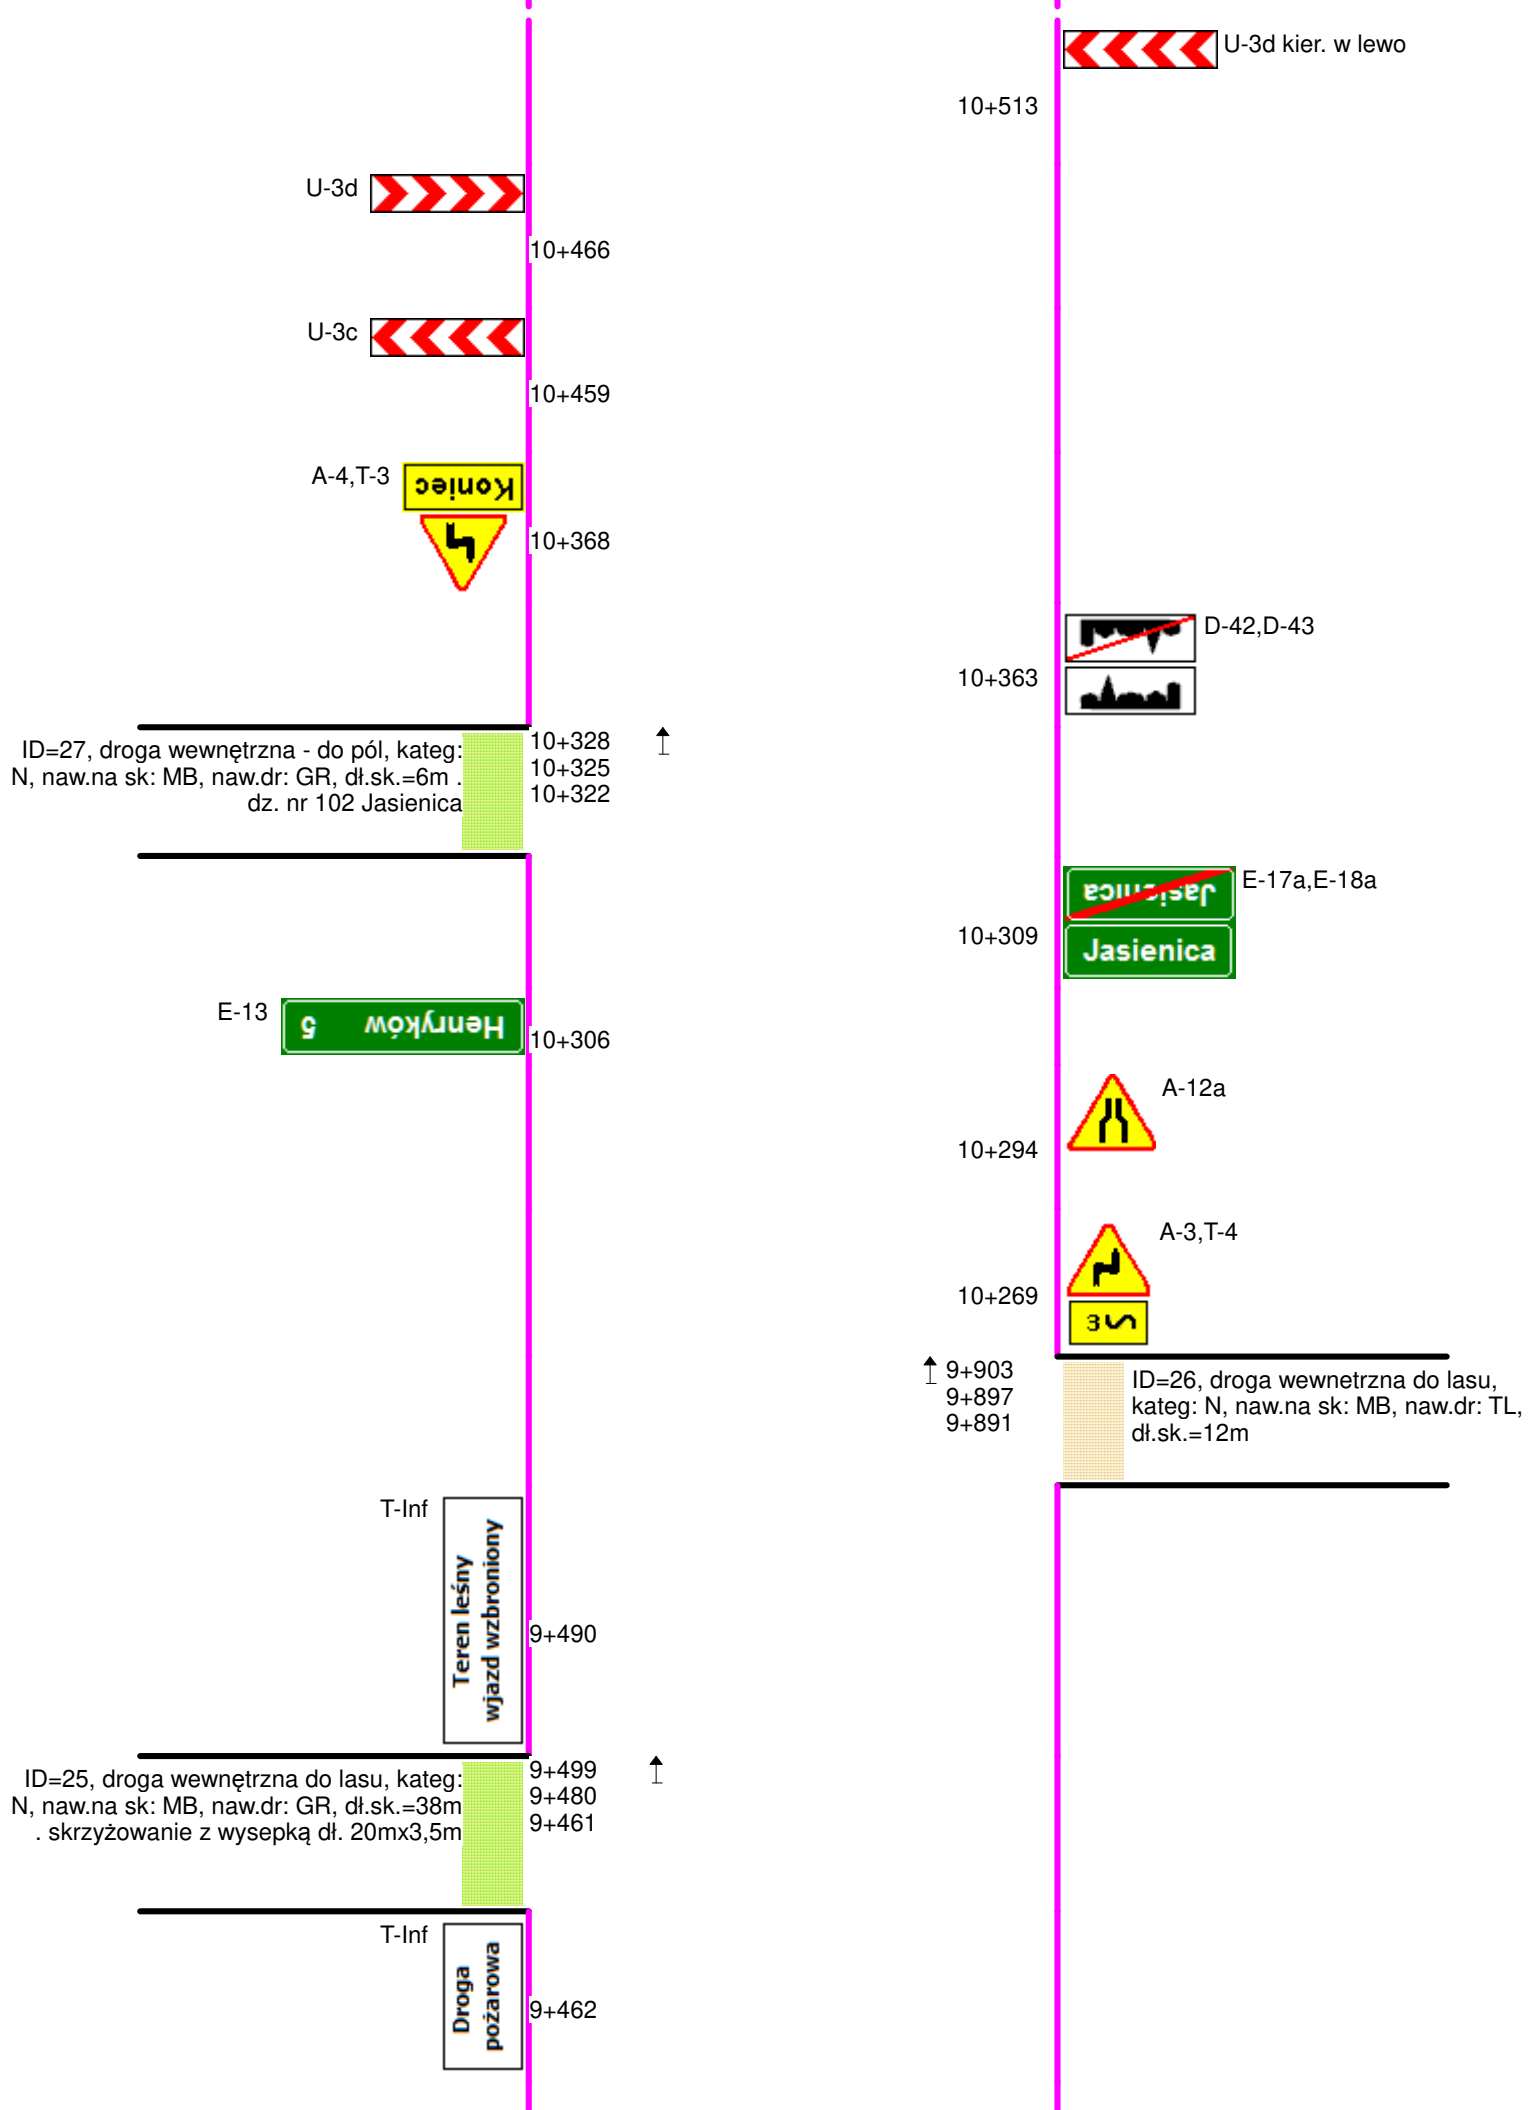 U-3d kier. w lewo
10+513
U-3d
10+466
U-3c
10+459
A-4,T-3
Koniec
10+368
D-42,D-43
10+363
ID=27, droga wewnętrzna - do pól, kateg:
N, naw.na sk: MB, naw.dr: GR, dł.sk.=6m .
dz. nr 102 Jasienica
10+328
10+325
10+322
Jasienica
E-17a,E-18a
10+309
Jasienica
E-13
Henryków 5
10+306
A-12a
10+294
A-3,T-4
10+269
3
9+903
9+897
9+891
ID=26, droga wewnetrzna do lasu,
kateg: N, naw.na sk: MB, naw.dr: TL,
dł.sk.=12m
T-Inf
Teren leśny
wjazd wzbroniony
9+490
ID=25, droga wewnętrzna do lasu, kateg:
N, naw.na sk: MB, naw.dr: GR, dł.sk.=38m
. skrzyżowanie z wysepką dł. 20mx3,5m
9+499
9+480
9+461
T-Inf
Droga
pożarowa
9+462